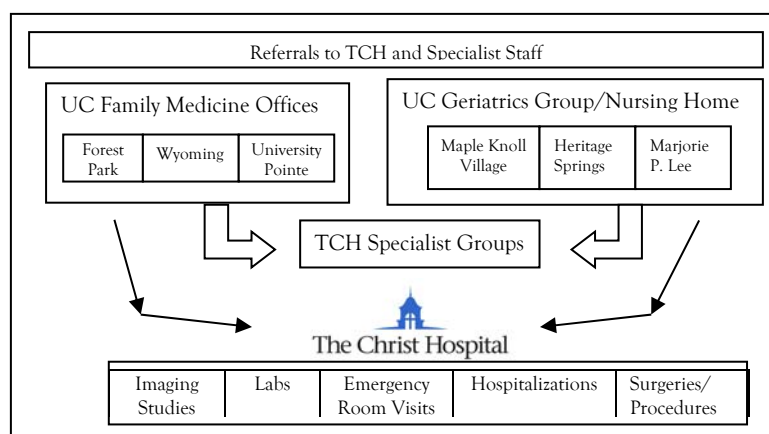 Referrals to TCH and Specialist Staff
UC Family Medicine Offices
Forest
Park
Wyoming
University
Pointe
UC Geriatrics Group/Nursing Home
Maple Knoll
Village
Heritage
Springs
Marjorie
P. Lee
TCH Specialist Groups
The Christ Hospital
Imaging
Studies
Labs
Emergency
Room Visits
Hospitalizations
Surgeries/
Procedures